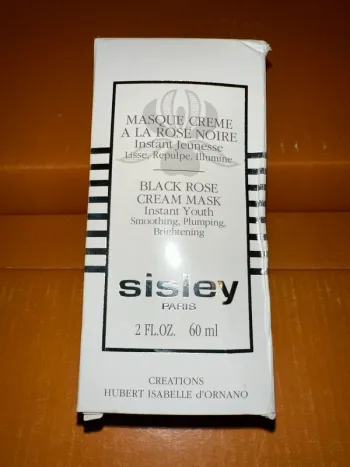 MASQUE CREME
A LA ROSE NOIRE
Instant Jeunesse
Lisse, Repulpe, Illumine
BLACK ROSE
CREAM MASK
Instant Youth
Smoothing, Plumping,
Brightening
sisley
PARIS
2 FL.OZ. 60 ml
CREATIONS
HUBERT ISABELLE d'ORNANO